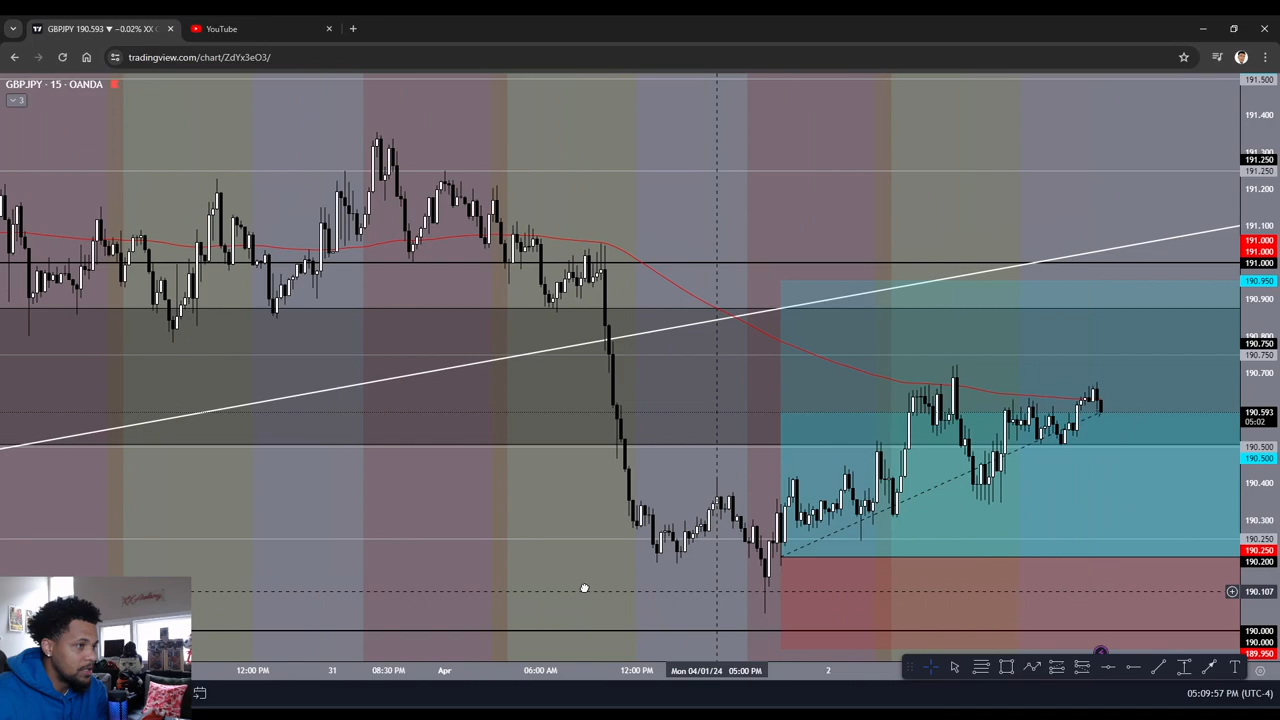 GBPJPY 190.593 ▼ −0.02% XX
YouTube
tradingview.com/chart/ZdYx3eO3/
GBPJPY · 15 · OANDA
3
191.500
191.400
191.300
191.250
191.250
191.200
191.100
191.000
191.000
191.000
190.950
190.900
190.800
190.750
190.750
190.700
190.593
05:02
190.500
190.500
190.400
190.300
190.250
190.250
190.200
190.107
190.000
190.000
189.950
12:00 PM
31
08:30 PM
Apr
06:00 AM
12:00 PM
Mon 04/01/24 05:00 PM
2
05:09:57 PM (UTC-4)